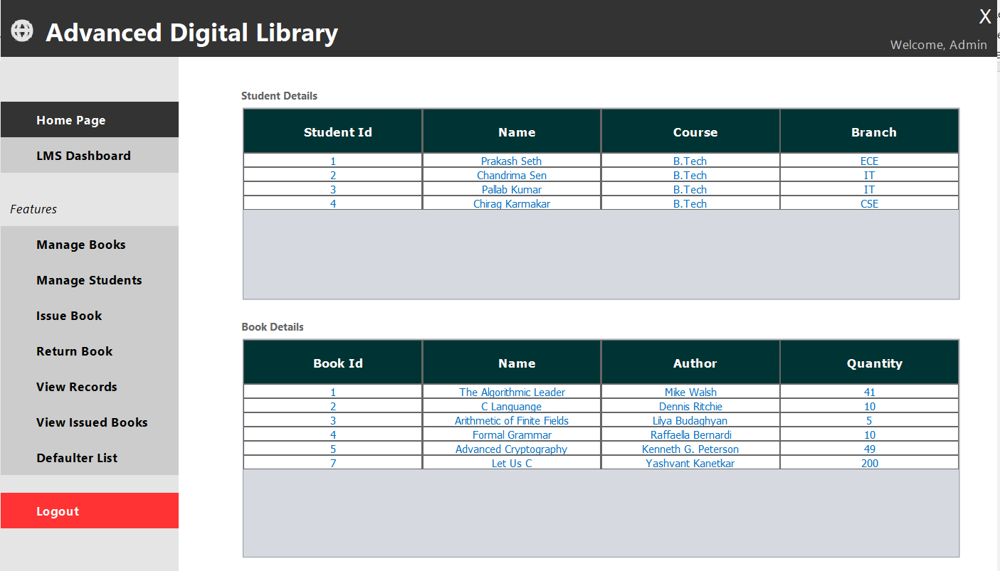 X
Advanced Digital Library
Welcome, Admin
Home Page
LMS Dashboard
Features
Manage Books
Manage Students
Issue Book
Return Book
View Records
View Issued Books
Defaulter List
Logout
Student Details
Student Id Name Course Branch
1 Prakash Seth B.Tech ECE
2 Chandrima Sen B.Tech IT
3 Pallab Kumar B.Tech IT
4 Chirag Karmakar B.Tech CSE
Book Details
Book Id Name Author Quantity
1 The Algorithmic Leader Mike Walsh 41
2 C Languange Dennis Ritchie 10
3 Arithmetic of Finite Fields Lilya Budaghyan 5
4 Formal Grammar Raffaella Bernardi 10
5 Advanced Cryptography Kenneth G. Peterson 49
7 Let Us C Yashvant Kanetkar 200